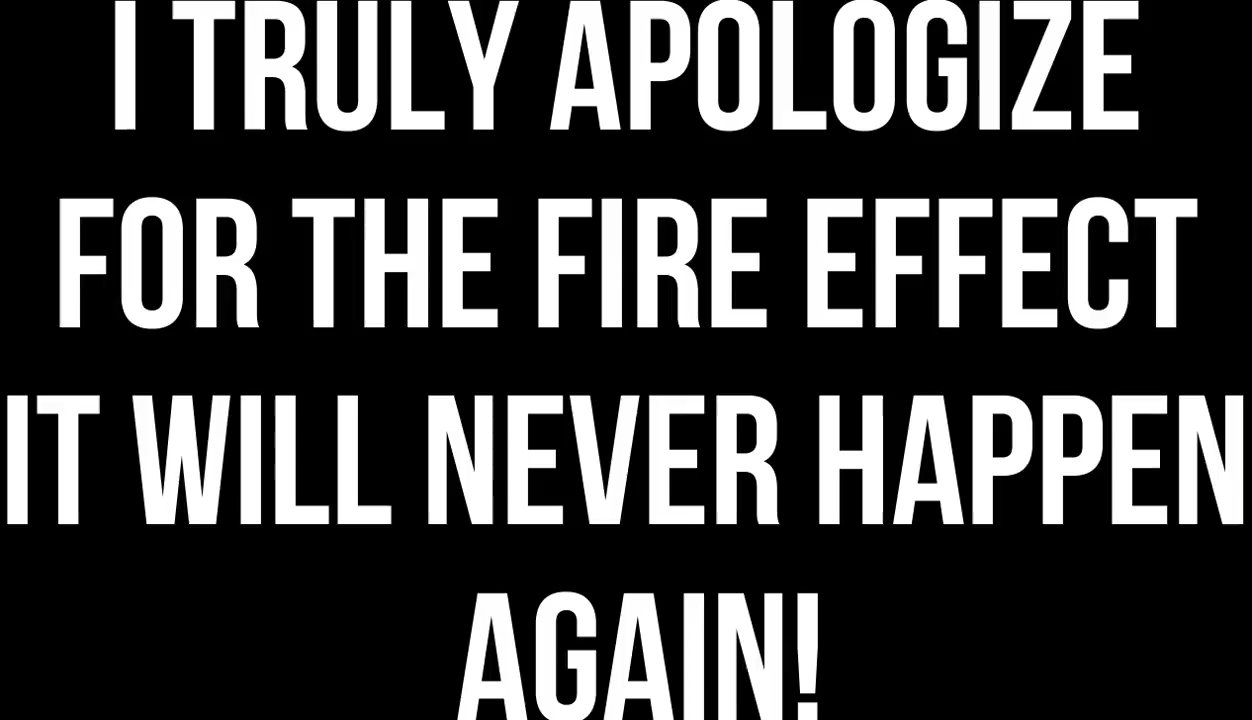 I TRULY APOLOGIZE
FOR THE FIRE EFFECT
IT WILL NEVER HAPPEN
AGAIN!